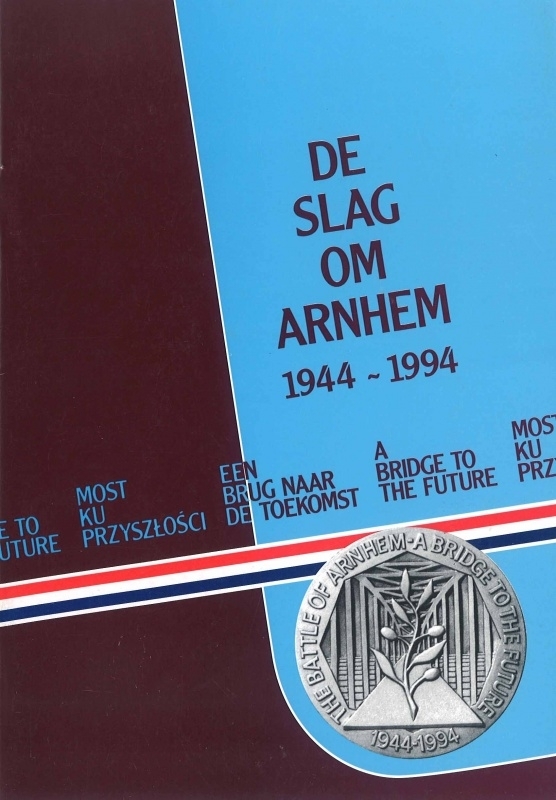 DE
SLAG
OM
ARNHEM
1944 ~ 1994
E TO
UTURE
MOST
KU
PRZYSZŁOŚCI
EEN
BRUG NAAR
DE TOEKOMST
A
BRIDGE TO
THE FUTURE
MOST
KU
PRZY
THE BATTLE OF ARNHEM-A BRIDGE TO THE FUTURE
1944-1994